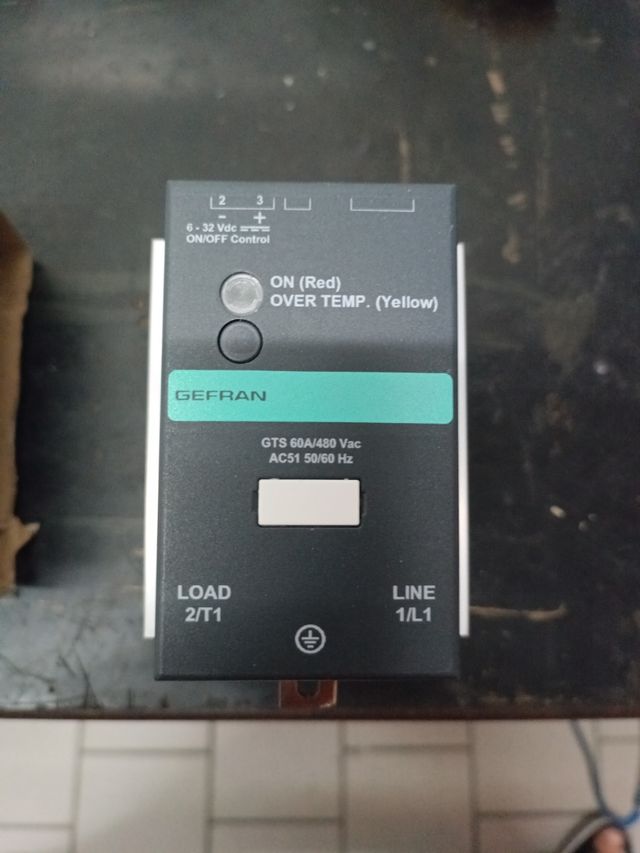 2 3
- +
6 - 32 Vdc
ON/OFF Control
ON (Red)
OVER TEMP. (Yellow)
GEFRAN
GTS 60A/480 Vac
AC51 50/60 Hz
LOAD LINE
2/T1 1/L1